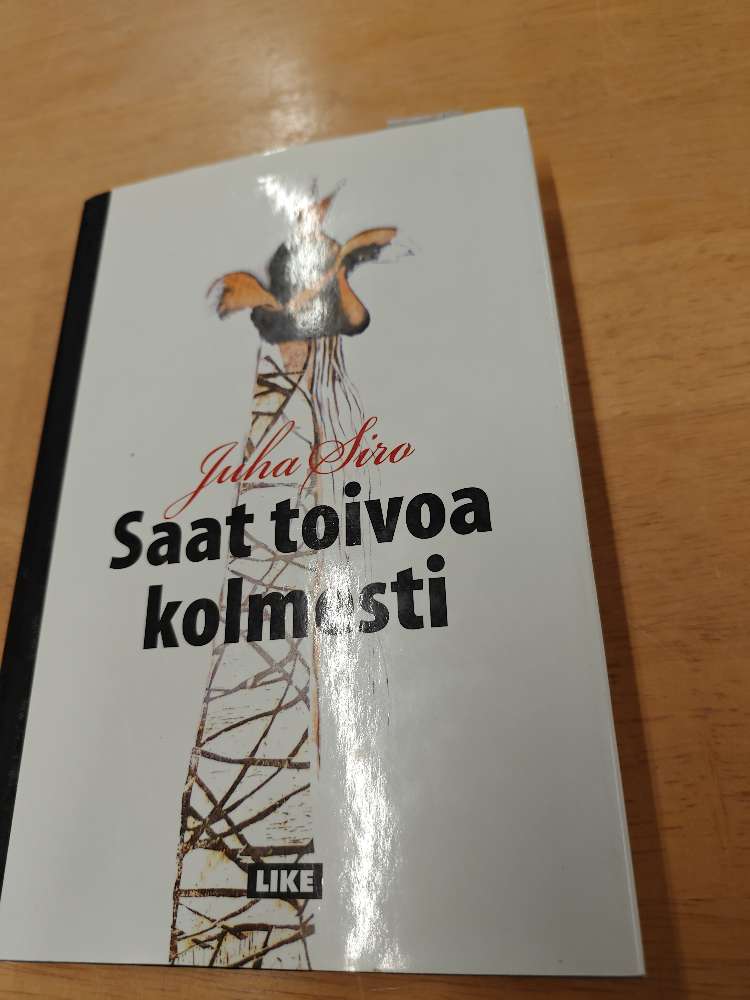 Juha Siro
Saat toivoa
kolmesti
LIKE